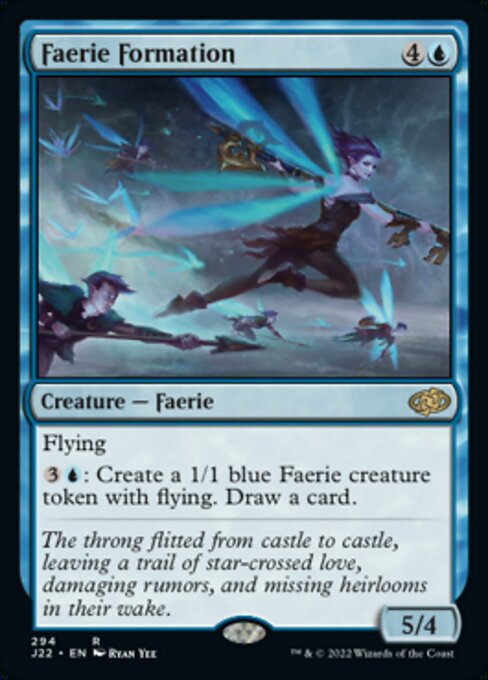 Faerie Formation 4
Creature — Faerie
Flying
3 : Create a 1/1 blue Faerie creature
token with flying. Draw a card.
The throng flitted from castle to castle,
leaving a trail of star-crossed love,
damaging rumors, and missing heirlooms
in their wake.
5/4
294 R
J22 • EN Ryan Yee ™ & © 2022 Wizards of the Coast